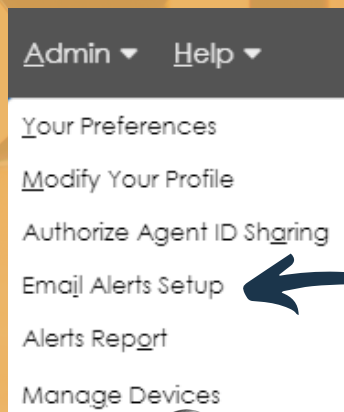 Admin Help
Your Preferences
Modify Your Profile
Authorize Agent ID Sharing
Email Alerts Setup
Alerts Report
Manage Devices